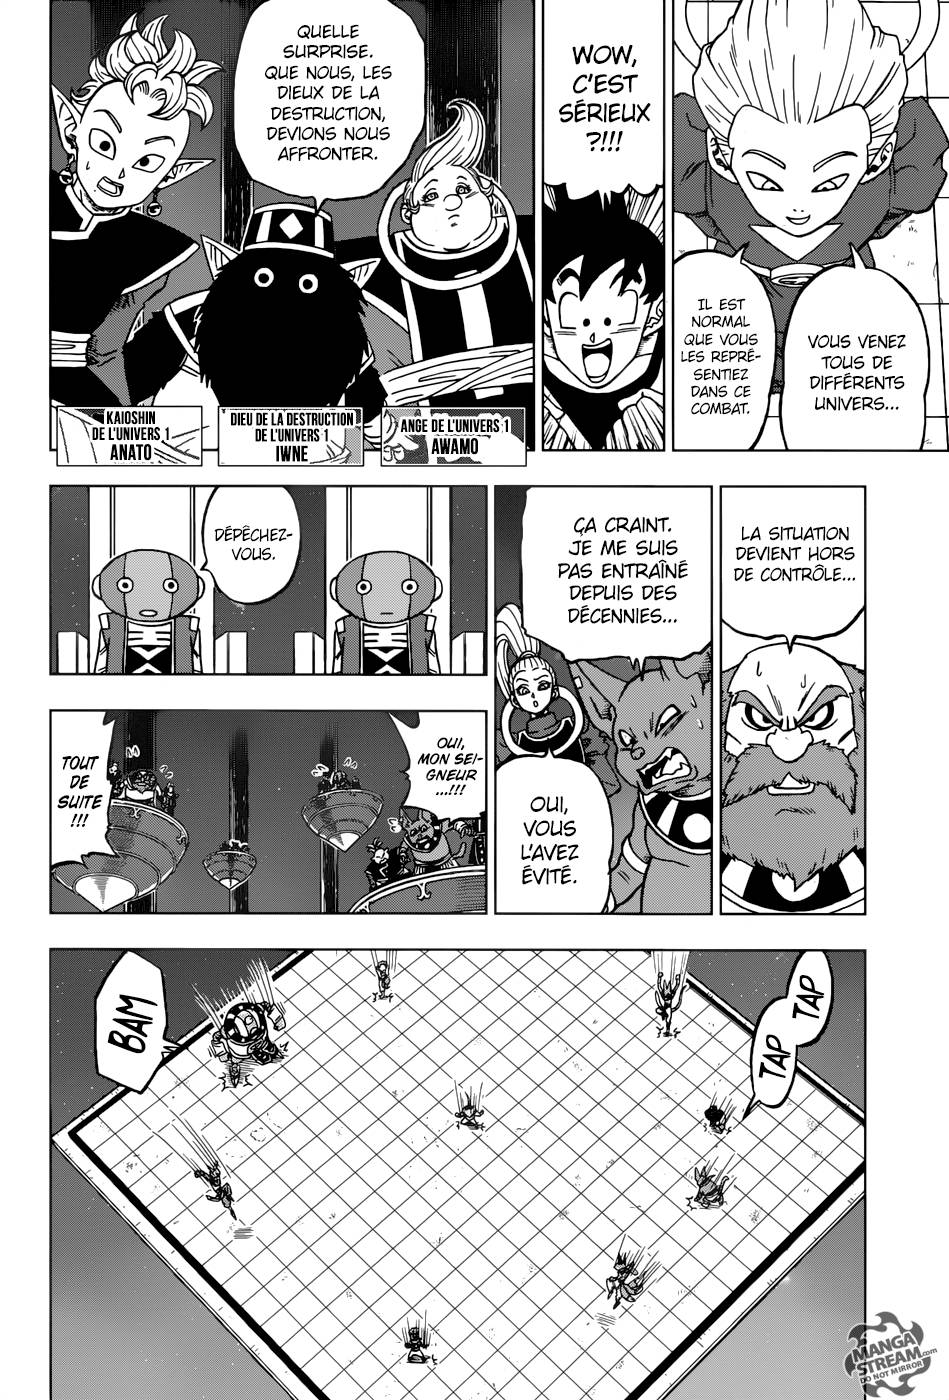 VOUS VENEZ
TOUS DE
DIFFÉRENTS
UNIVERS...
IL EST
NORMAL
QUE VOUS
LES REPRÉ-
SENTIEZ
DANS CE
COMBAT.
WOW,
C'EST
SÉRIEUX
?!!!
QUELLE
SURPRISE.
QUE NOUS, LES
DIEUX DE LA
DESTRUCTION,
DEVIONS NOUS
AFFRONTER.
ANGE DE L'UNIVERS 1
AWAMO
DIEU DE LA DESTRUCTION
DE L'UNIVERS 1
IWNE
KAIOSHIN
DE L'UNIVERS 1
ANATO
LA SITUATION
DEVIENT HORS
DE CONTRÔLE...
ÇA CRAINT.
JE ME SUIS
PAS ENTRAÎNÉ
DEPUIS DES
DÉCENNIES...
OUI,
VOUS
L'AVEZ
ÉVITÉ.
DÉPÊCHEZ-
VOUS.
OUI,
MON SEI-
GNEUR
...!!!
TOUT
DE
SUITE
!!!
TAP TAP
BAM
MANGA
STREAM.com
DO NOT MIRROR